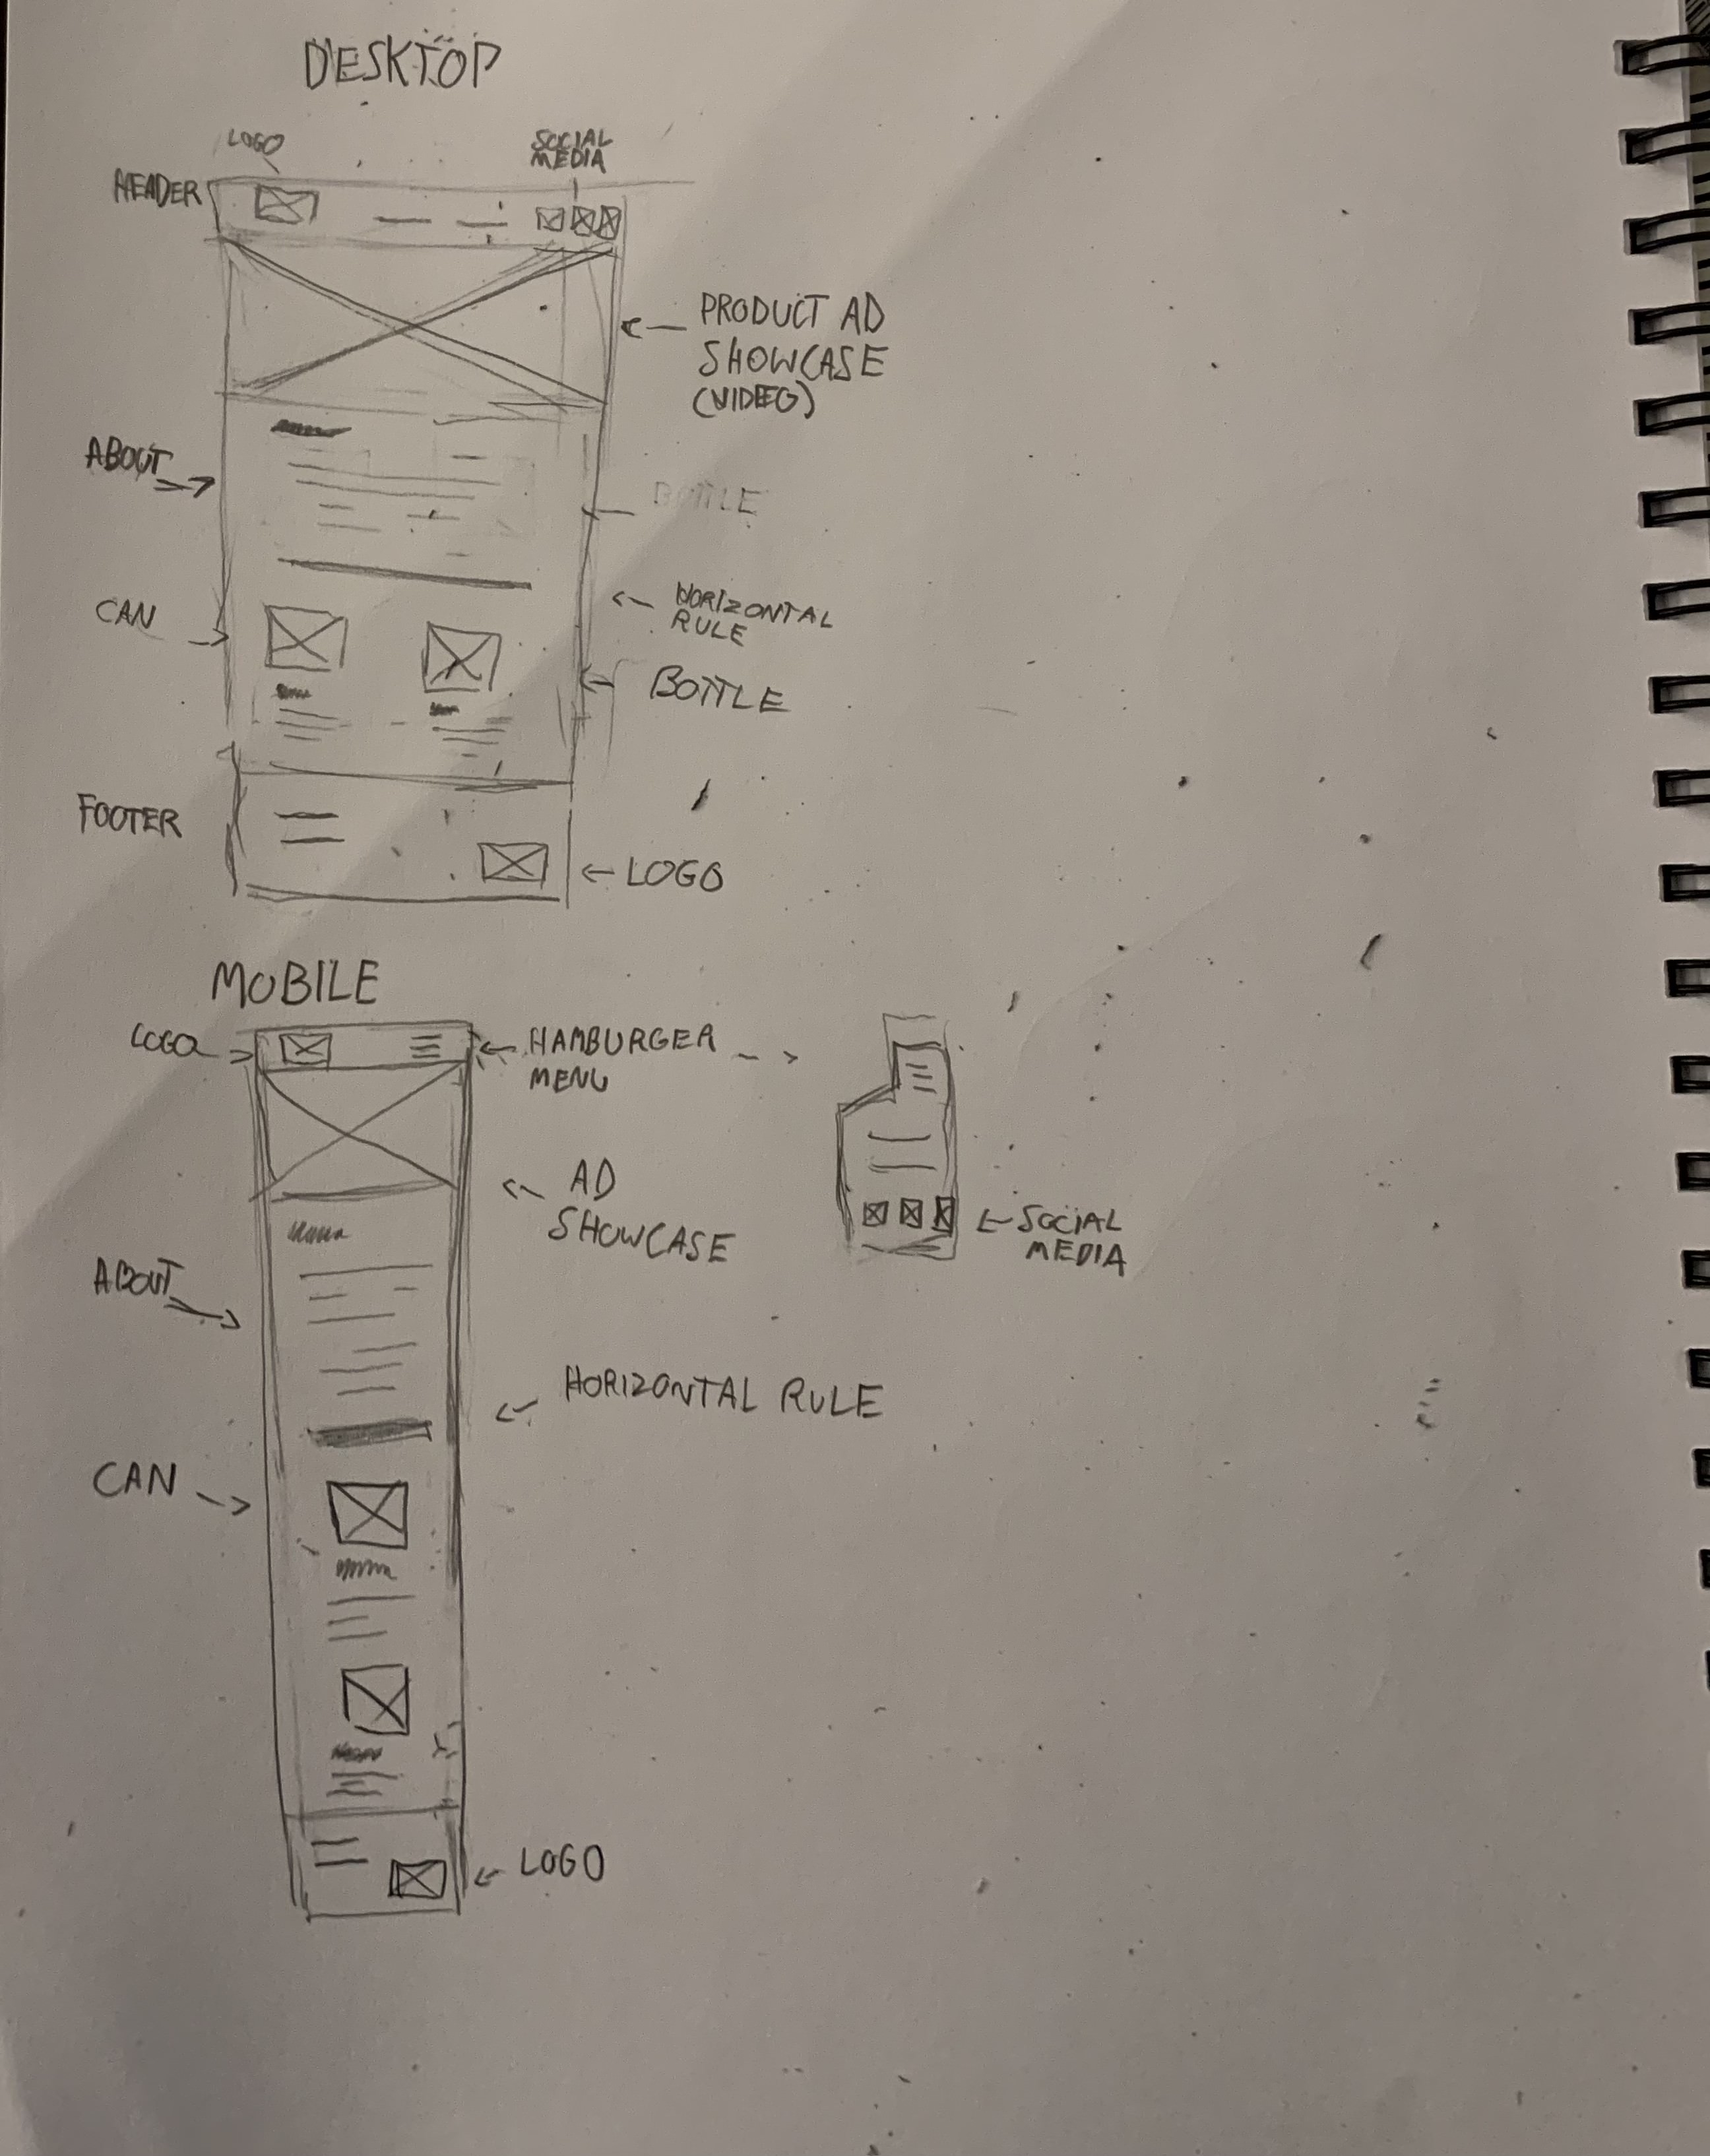 DESKTOP
LOGO
SOCIAL
MEDIA
HEADER
PRODUCT AD
SHOWCASE
(VIDEO)
ABOUT
BOTTLE
HORIZONTAL
RULE
CAN
BOTTLE
FOOTER
LOGO
MOBILE
LOGO
HAMBURGER
MENU
AD
SHOWCASE
SOCIAL
MEDIA
ABOUT
HORIZONTAL RULE
CAN
LOGO